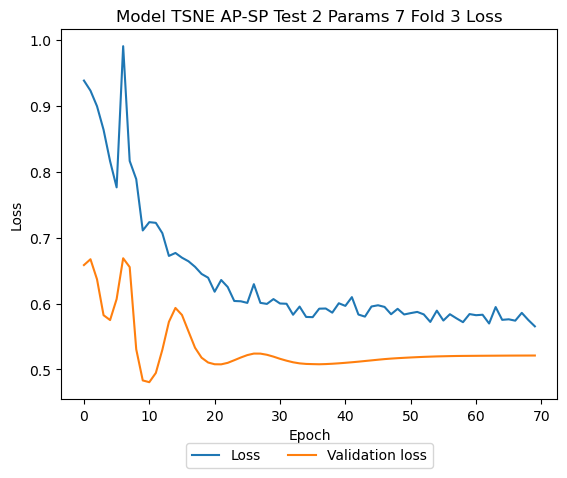 Model TSNE AP-SP Test 2 Params 7 Fold 3 Loss
1.0
0.9
0.8
0.7
0.6
0.5
Loss
0 10 20 30 40 50 60 70
Epoch
Loss Validation loss